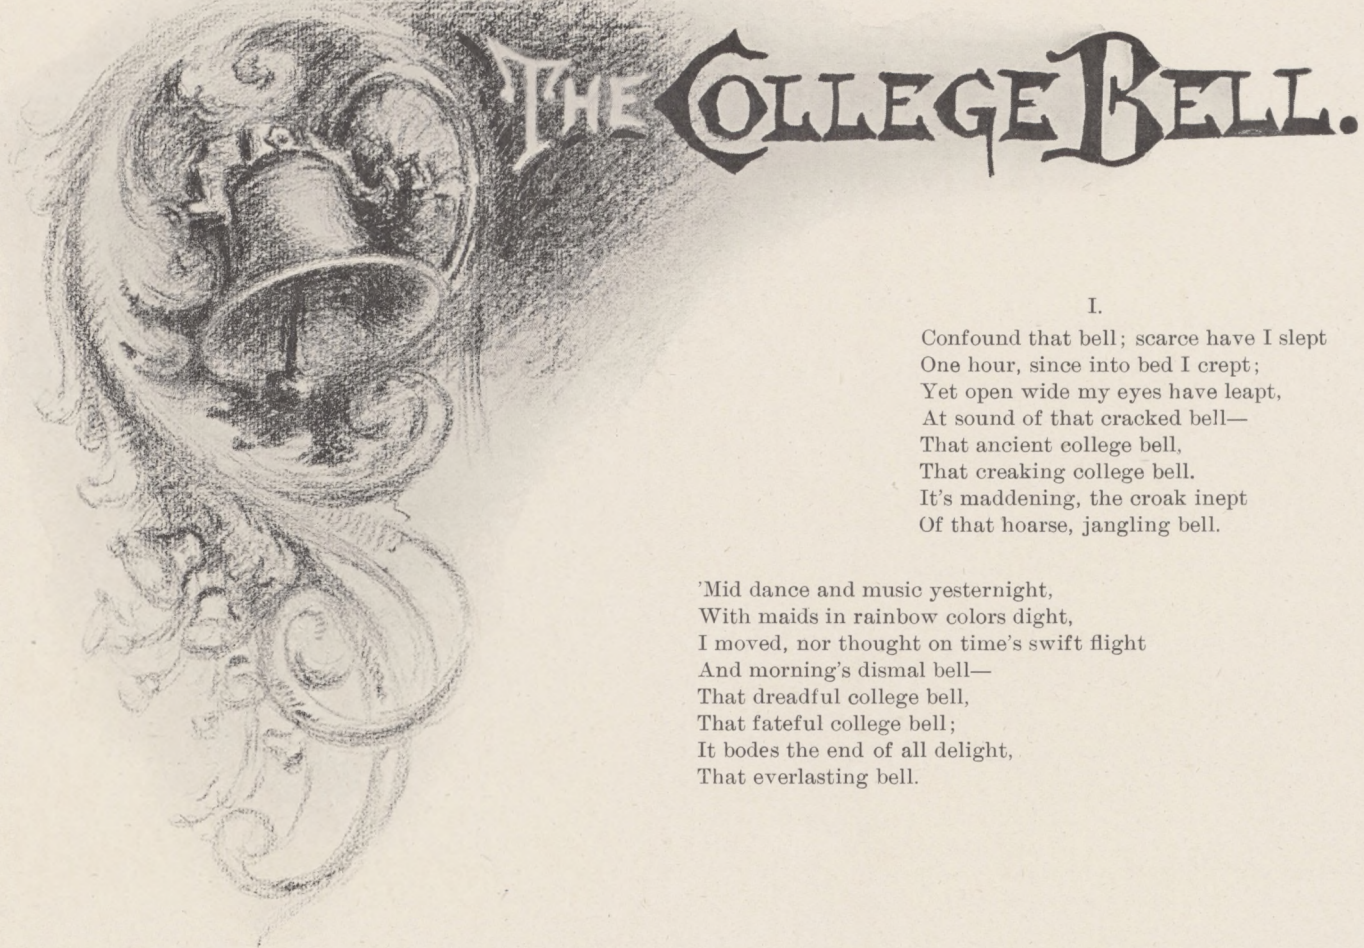 THE COLLEGE BELL.
I.
Confound that bell; scarce have I slept
One hour, since into bed I crept;
Yet open wide my eyes have leapt,
At sound of that cracked bell—
That ancient college bell,
That creaking college bell.
It's maddening, the croak inept
Of that hoarse, jangling bell.
'Mid dance and music yesternight,
With maids in rainbow colors dight,
I moved, nor thought on time's swift flight
And morning's dismal bell—
That dreadful college bell,
That fateful college bell;
It bodes the end of all delight,
That everlasting bell.